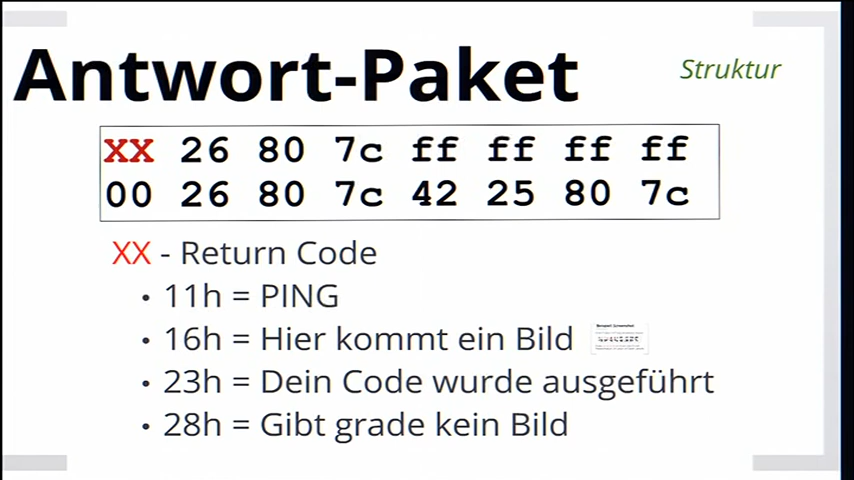 Antwort-Paket
Struktur
XX 26 80 7c ff ff ff ff
00 26 80 7c 42 25 80 7c
XX - Return Code
• 11h = PING
• 16h = Hier kommt ein Bild
• 23h = Dein Code wurde ausgeführt
• 28h = Gibt grade kein Bild